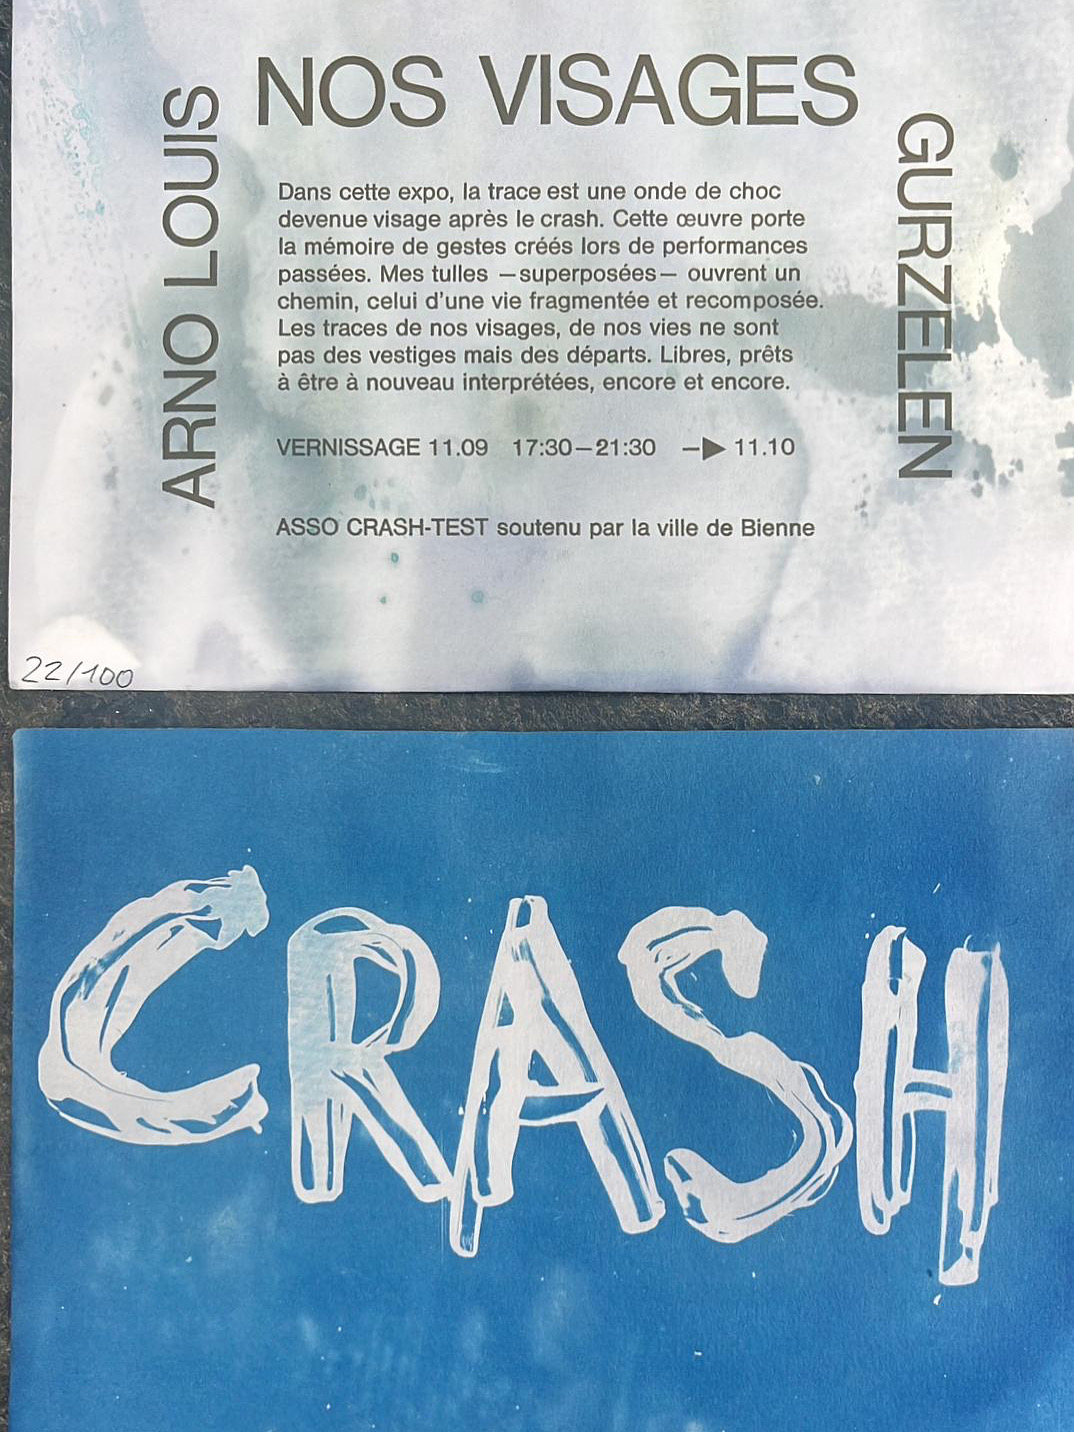 NOS VISAGES
ARNO LOUIS
GURZELEN
Dans cette expo, la trace est une onde de choc
devenue visage après le crash. Cette œuvre porte
la mémoire de gestes créés lors de performances
passées. Mes tulles —superposées— ouvrent un
chemin, celui d'une vie fragmentée et recomposée.
Les traces de nos visages, de nos vies ne sont
pas des vestiges mais des départs. Libres, prêts
à être à nouveau interprétées, encore et encore.
VERNISSAGE 11.09 17:30—21:30 —▶ 11.10
ASSO CRASH-TEST soutenu par la ville de Bienne
22/100
CRASH